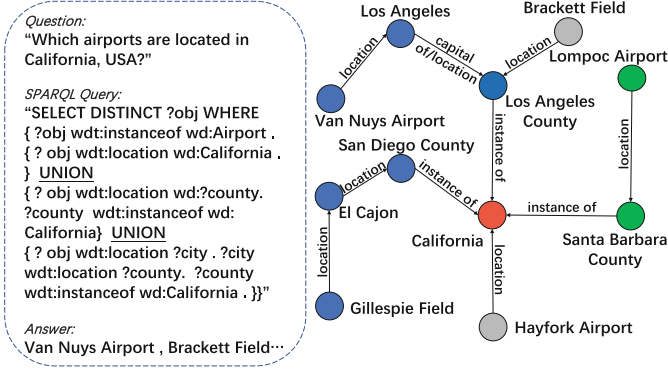 Question:
“Which airports are located in
California, USA?”
SPARQL Query:
“SELECT DISTINCT ?obj WHERE
{ ?obj wdt:instanceof wd:Airport .
{ ? obj wdt:location wd:California .
} UNION
{ ? obj wdt:location wd:?county.
?county wdt:instanceof wd:
California} UNION
{ ? obj wdt:location ?city . ?city
wdt:location ?county. ?county
wdt:instanceof wd:California . }}”
Answer:
Van Nuys Airport , Brackett Field…
Los Angeles
Brackett Field
location
capital
of/location
location
Lompoc Airport
Van Nuys Airport
Los Angeles
County
San Diego County
location
instance of
instance of
location
El Cajon
California
instance of
Santa Barbara
County
location
location
Gillespie Field
Hayfork Airport